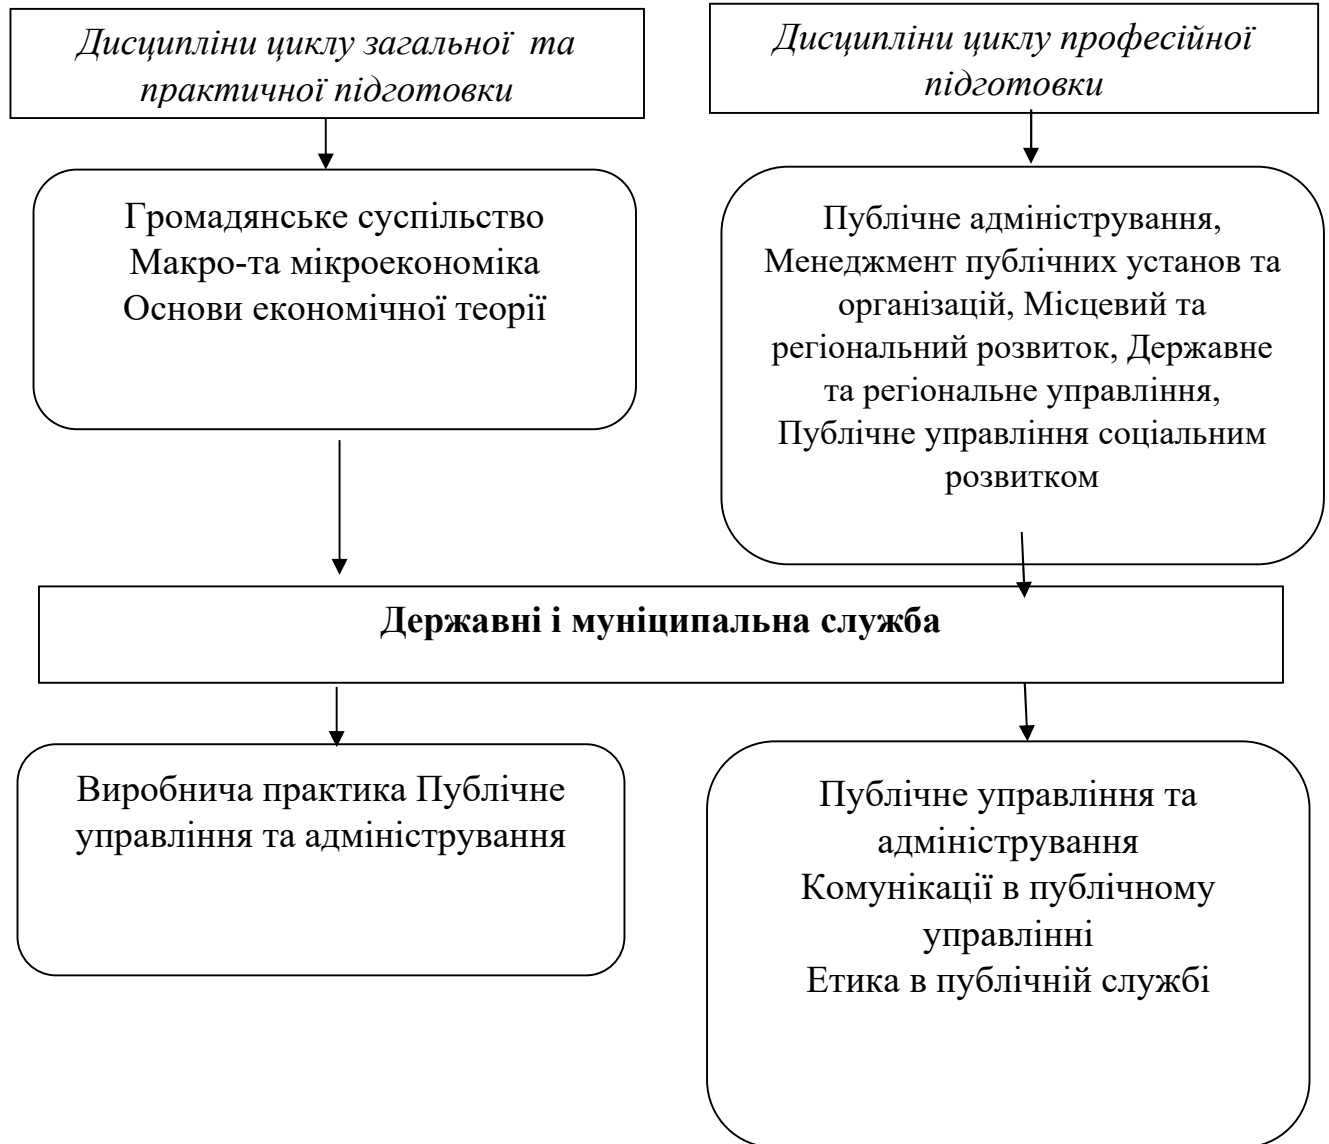 Дисципліни циклу загальної та
практичної підготовки
Дисципліни циклу професійної
підготовки
Громадянське суспільство
Макро-та мікроекономіка
Основи економічної теорії
Публічне адміністрування,
Менеджмент публічних установ та
організацій, Місцевий та
регіональний розвиток, Державне
та регіональне управління,
Публічне управління соціальним
розвитком
Державні і муніципальна служба
Виробнича практика Публічне
управління та адміністрування
Публічне управління та
адміністрування
Комунікації в публічному
управлінні
Етика в публічній службі